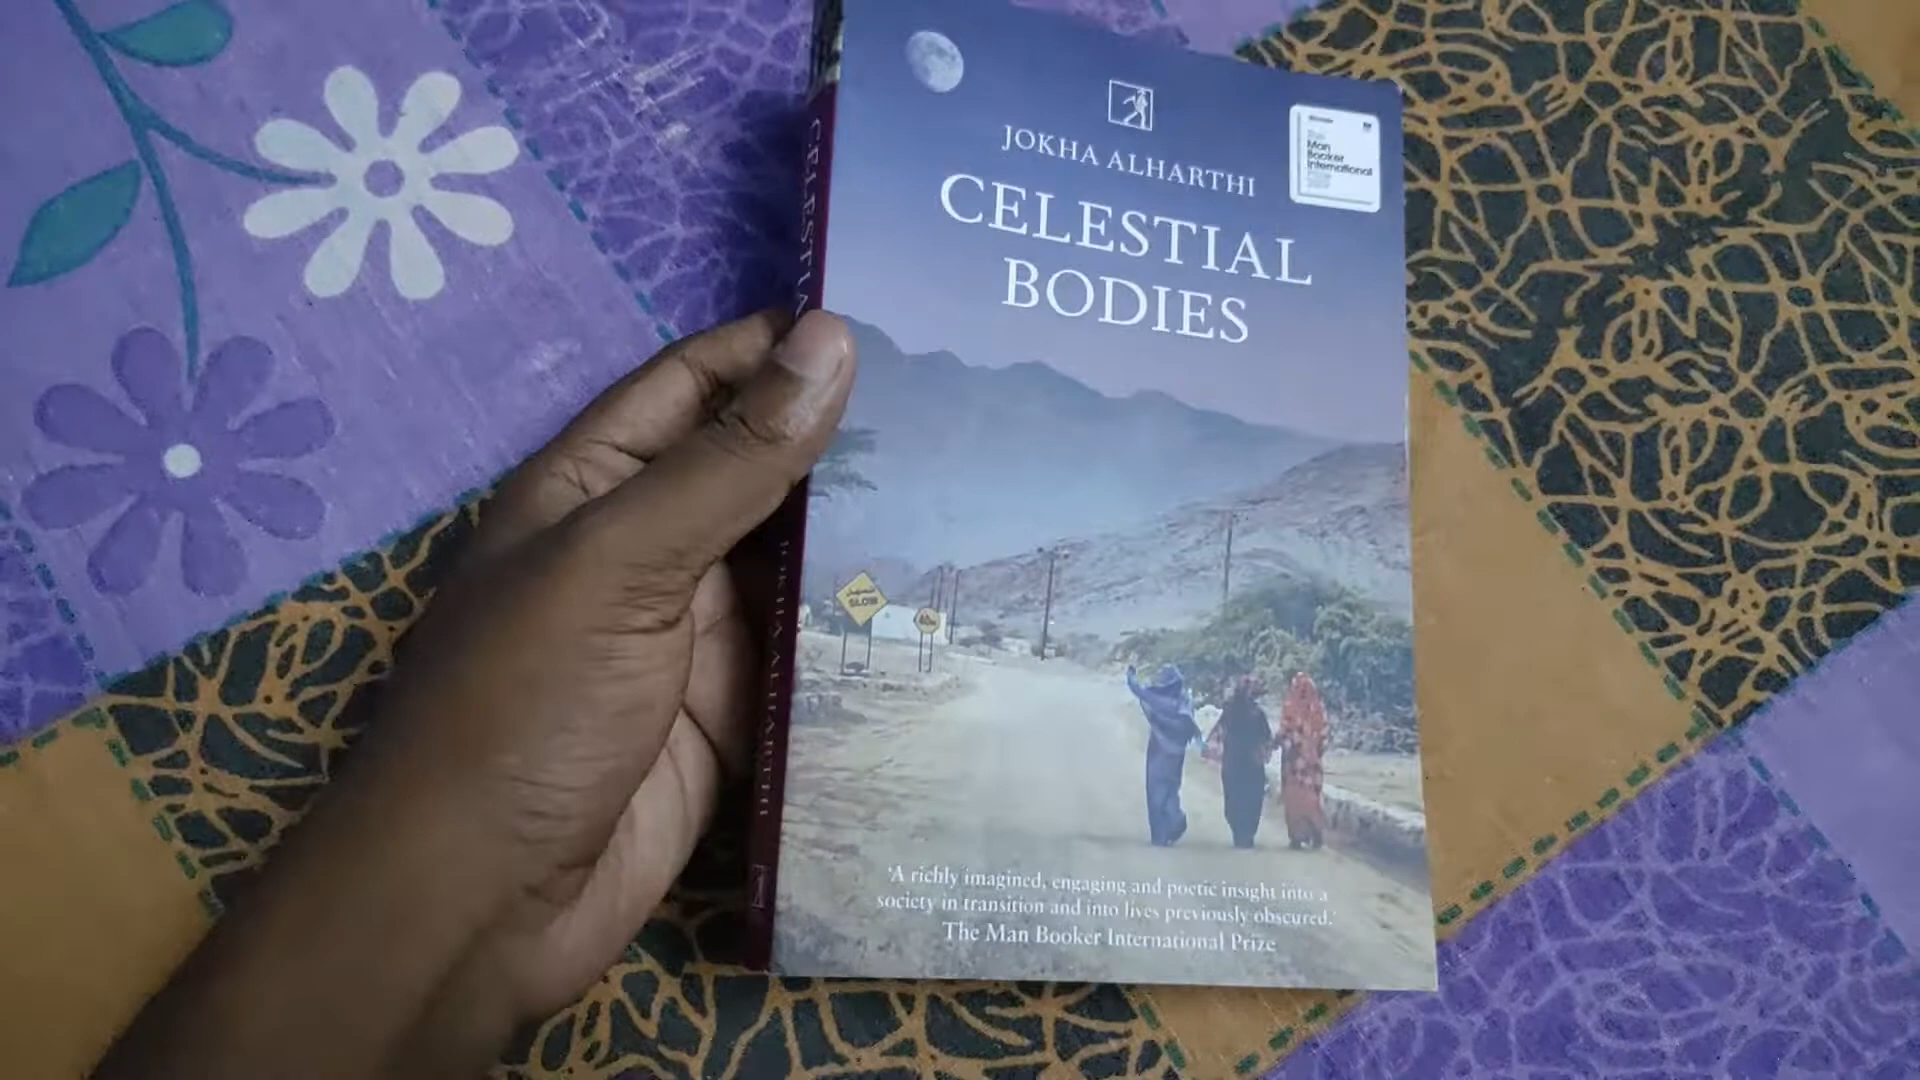 JOKHA ALHARTHI
CELESTIAL
BODIES
Man
Booker
International
SLOW
'A richly imagined, engaging and poetic insight into a
society in transition and into lives previously obscured.'
The Man Booker International Prize
CELESTIA
JOKHA ALHARTHI